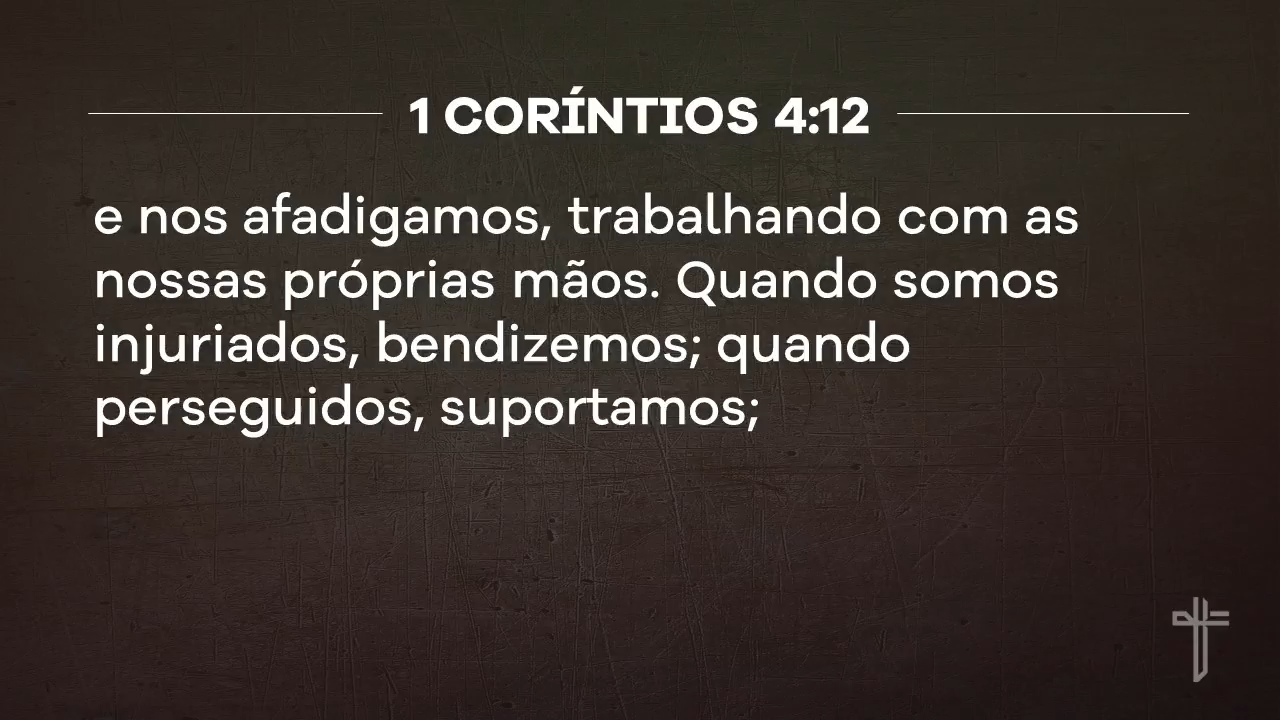 1 CORÍNTIOS 4:12
e nos afadigamos, trabalhando com as
nossas próprias mãos. Quando somos
injuriados, bendizemos; quando
perseguidos, suportamos;